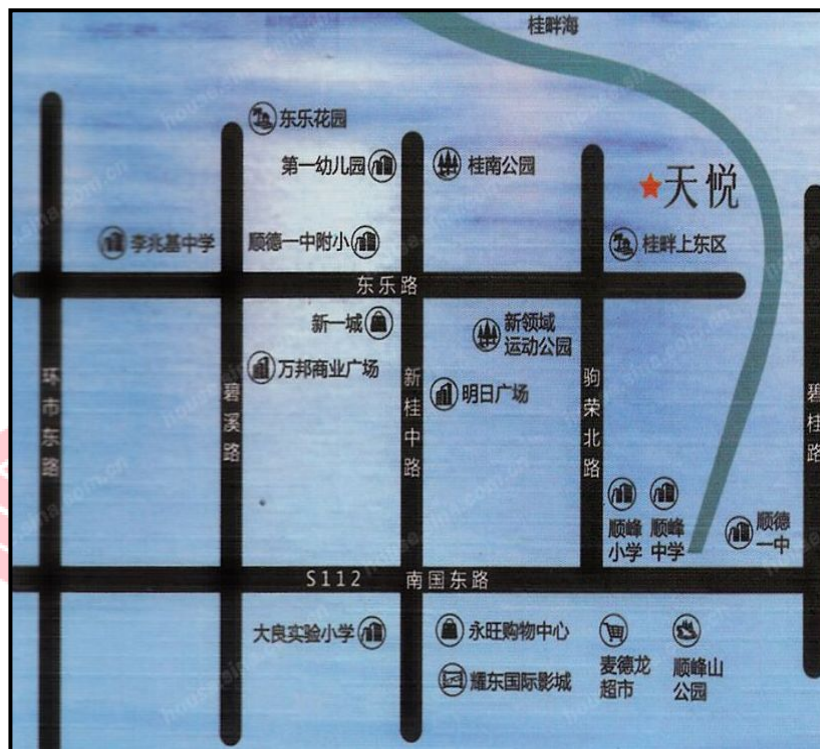 桂畔海
东乐花园
第一幼儿园
桂南公园
天悦
李兆基中学
顺德一中附小
桂畔上东区
东乐路
新一城
新领域
运动公园
万邦商业广场
明日广场
环市东路
碧溪路
新桂中路
驹荣北路
碧桂路
顺峰
小学
顺峰
中学
顺德
一中
S112 南国东路
大良实验小学
永旺购物中心
麦德龙
超市
顺峰山
公园
耀东国际影城